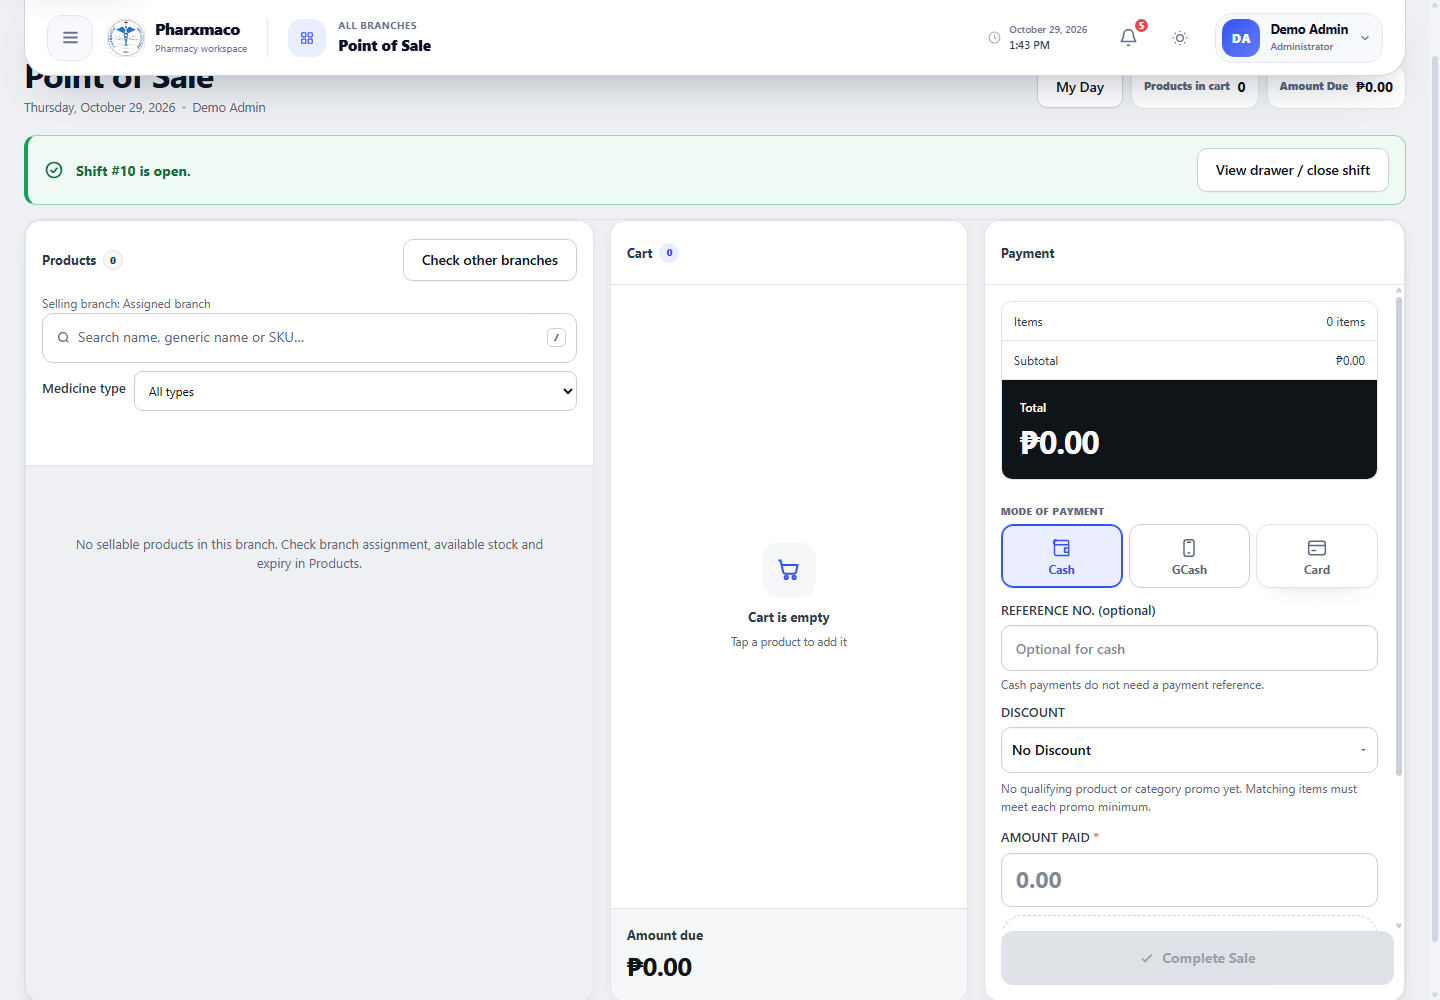 Pharxmaco
Pharmacy workspace
ALL BRANCHES
Point of Sale
October 29, 2026
1:43 PM
5
DA
Demo Admin
Administrator
Point of Sale
Thursday, October 29, 2026 • Demo Admin
My Day
Products in cart 0
Amount Due ₱0.00
Shift #10 is open.
View drawer / close shift
Products 0
Check other branches
Selling branch: Assigned branch
Search name, generic name or SKU...
/
Medicine type
All types
No sellable products in this branch. Check branch assignment, available stock and
expiry in Products.
Cart 0
Cart is empty
Tap a product to add it
Amount due
₱0.00
Payment
Items 0 items
Subtotal ₱0.00
Total
₱0.00
MODE OF PAYMENT
Cash
GCash
Card
REFERENCE NO. (optional)
Optional for cash
Cash payments do not need a payment reference.
DISCOUNT
No Discount
No qualifying product or category promo yet. Matching items must
meet each promo minimum.
AMOUNT PAID *
0.00
Complete Sale